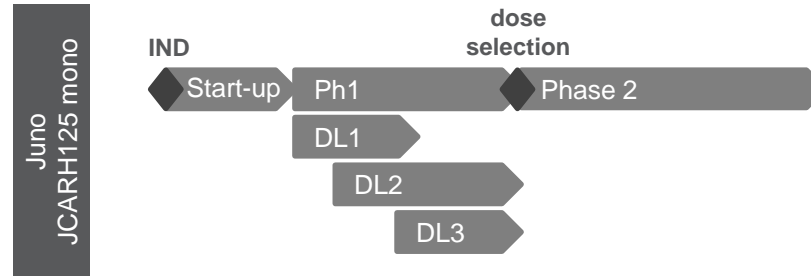 Juno
JCARH125 mono
IND
dose
selection
Start-up
Ph1
Phase 2
DL1
DL2
DL3